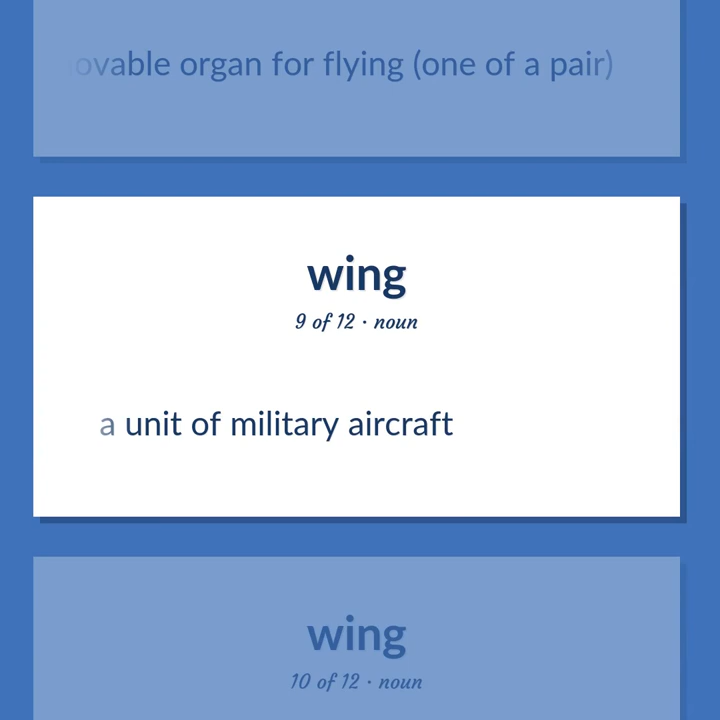 ovable organ for flying (one of a pair)
wing
9 of 12 · noun
a unit of military aircraft
wing
10 of 12 · noun